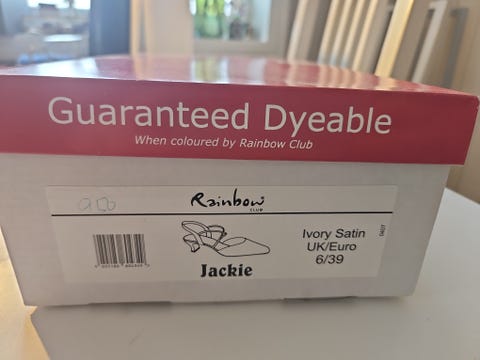 Guaranteed Dyeable
When coloured by Rainbow Club
Rainbow
CLUB
Ivory Satin
UK/Euro
6/39
Jackie